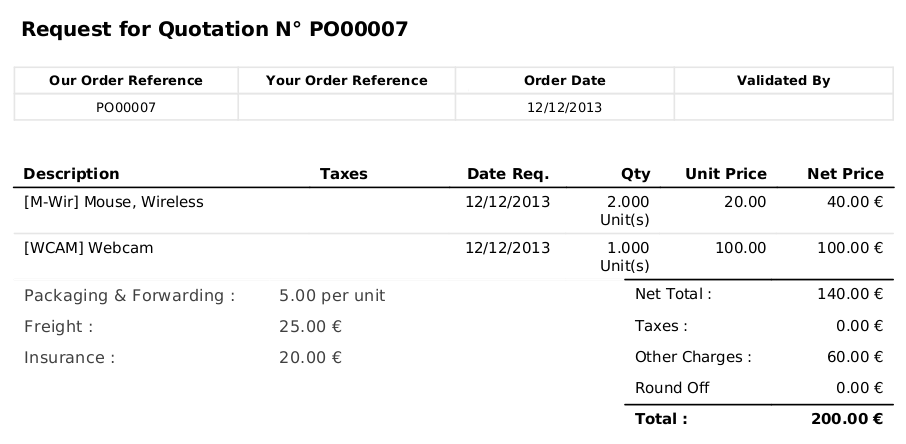 Request for Quotation N° PO00007
Our Order Reference Your Order Reference Order Date Validated By
PO00007 12/12/2013
Description Taxes Date Req. Qty Unit Price Net Price
[M-Wir] Mouse, Wireless 12/12/2013 2.000 20.00 40.00 €
Unit(s)
[WCAM] Webcam 12/12/2013 1.000 100.00 100.00 €
Unit(s)
Packaging & Forwarding : 5.00 per unit Net Total : 140.00 €
Freight : 25.00 € Taxes : 0.00 €
Insurance : 20.00 € Other Charges : 60.00 €
Round Off 0.00 €
Total : 200.00 €